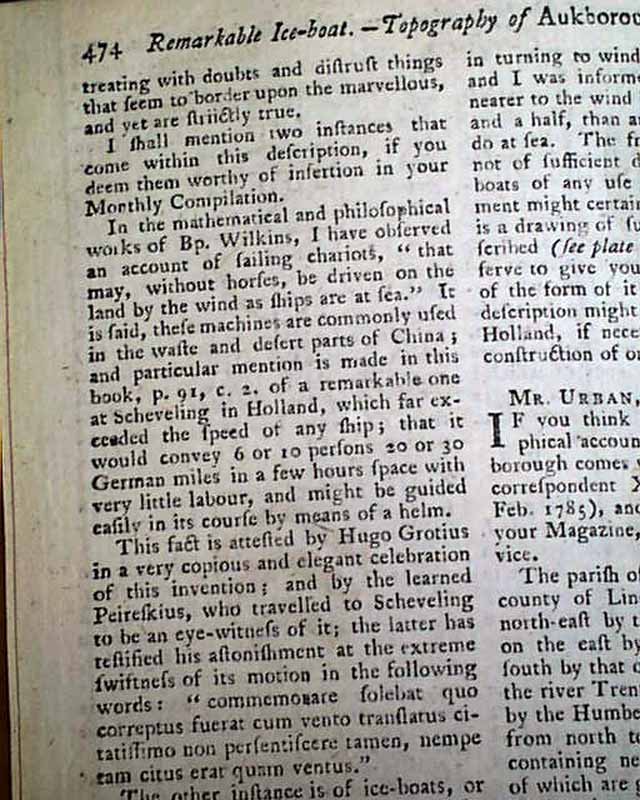 474 Remarkable Ice-boat. —Topography of Aukborou
treating with doubts and diſtruſt things
that ſeem to border upon the marvellous,
and yet are ſtrictly true.
I ſhall mention two inſtances that
come within this deſcription, if you
deem them worthy of inſertion in your
Monthly Compilation.
In the mathematical and philoſophical
works of Bp. Wilkins, I have obſerved
an account of ſailing chariots, “ that
may, without horſes, be driven on the
land by the wind as ſhips are at ſea.” It
is ſaid, theſe machines are commonly uſed
in the waſte and deſert parts of China ;
and particular mention is made in this
book, p. 91, c. 2. of a remarkable one
at Scheveling in Holland, which far ex-
ceeded the ſpeed of any ſhip; that it
would convey 6 or 10 perſons 20 or 30
German miles in a few hours ſpace with
very little labour, and might be guided
eaſily in its courſe by means of a helm.
This fact is atteſted by Hugo Grotius
in a very copious and elegant celebration
of this invention ; and by the learned
Peireſkius, who travelled to Scheveling
to be an eye-witneſs of it; the latter has
teſtified his aſtoniſhment at the extreme
ſwiftneſs of its motion in the following
words : “ commemorare ſolebat quo
correptus fuerat cum vento tranſlatus ci-
tatiſſimo non perſentiſcere tamen, nempe
tam citus erat quam ventus.”
The other inſtance is of ice-boats, or
in turning to wind
and I was inform
nearer to the wind
and a half, than a
do at ſea. The fr
not of ſufficient d
boats of any uſe
ment might certai
is a drawing of ſu
ſcribed (ſee plate
ſerve to give you
of the form of it
deſcription might
Holland, if nece
conſtruction of o
MR. URBAN,
IF you think
phical accoun
borough comes
correſpondent X
Feb. 1785), and
your Magazine,
vice.
The pariſh of
county of Lin
north-eaſt by t
on the eaſt by
ſouth by that o
the river Tren
by the Humbe
from north to
containing ne
of which are g